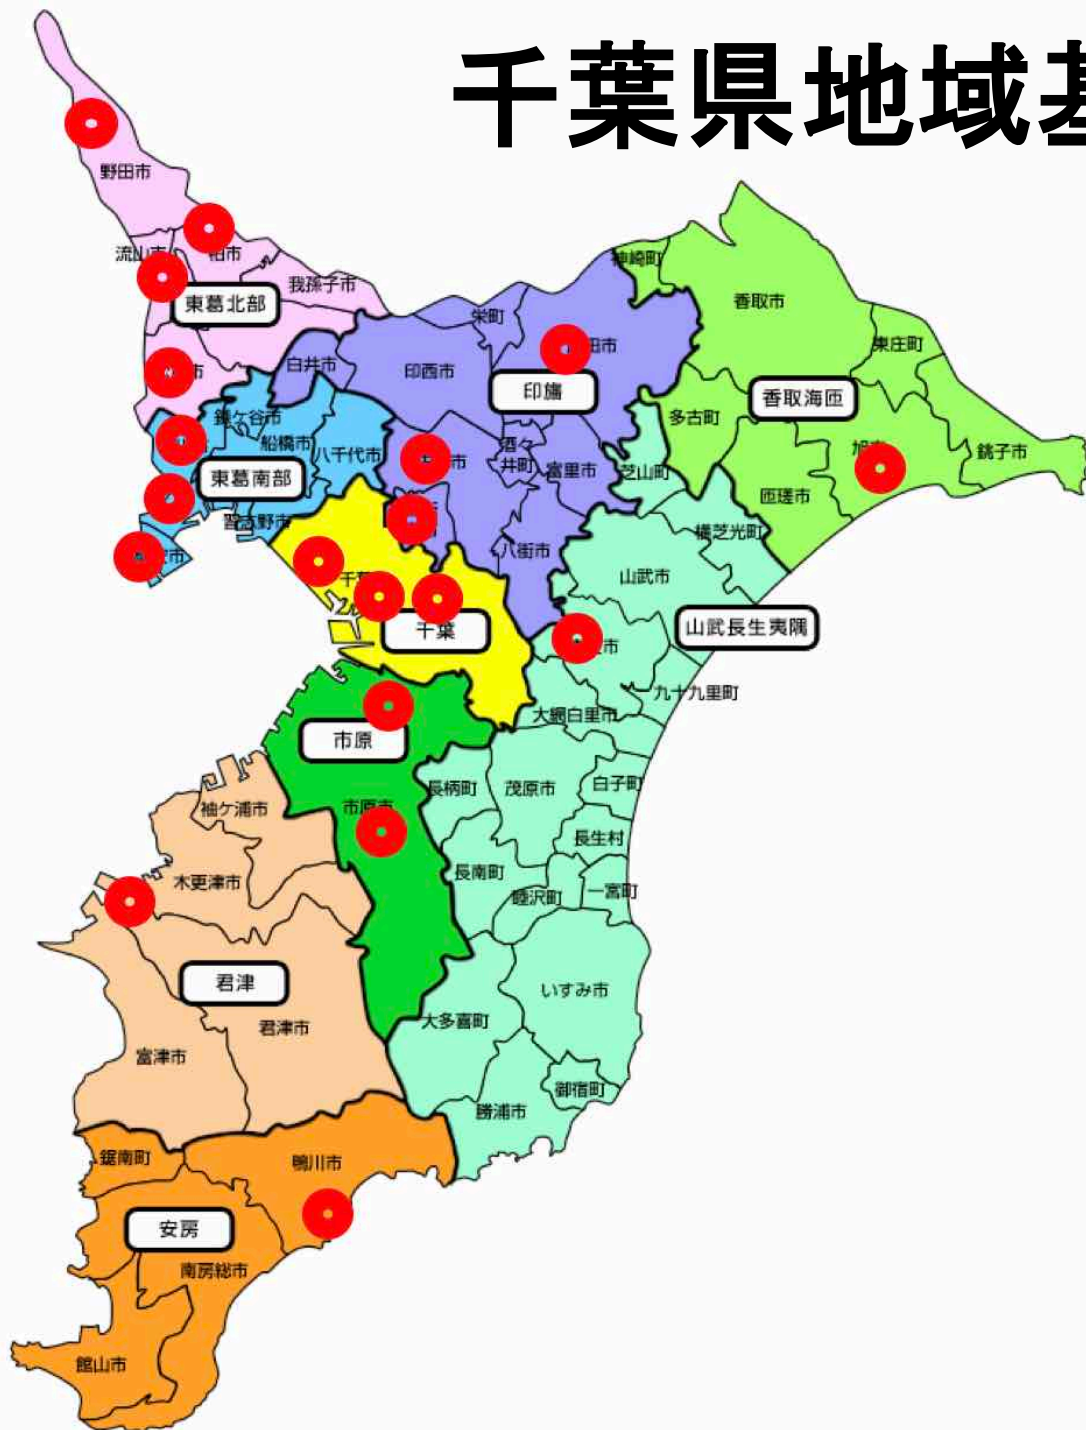 千葉県地域
野田市
流山市
柏市
我孫子市
東葛北部
神崎町
香取市
栄町
東庄町
白井市
印西市
印旛
香取海匝
多古町
鎌ケ谷市
船橋市
八千代市
酒々
井町
富里市
芝山町
銚子市
東葛南部
匝瑳市
習志野市
横芝光町
八街市
山武市
千葉
山武長生夷隅
九十九里町
大網白里市
市原
長柄町
茂原市
白子町
袖ケ浦市
市原市
長生村
長南町
木更津市
睦沢町
一宮町
君津
いすみ市
君津市
大多喜町
富津市
御宿町
勝浦市
鋸南町
鴨川市
安房
南房総市
館山市